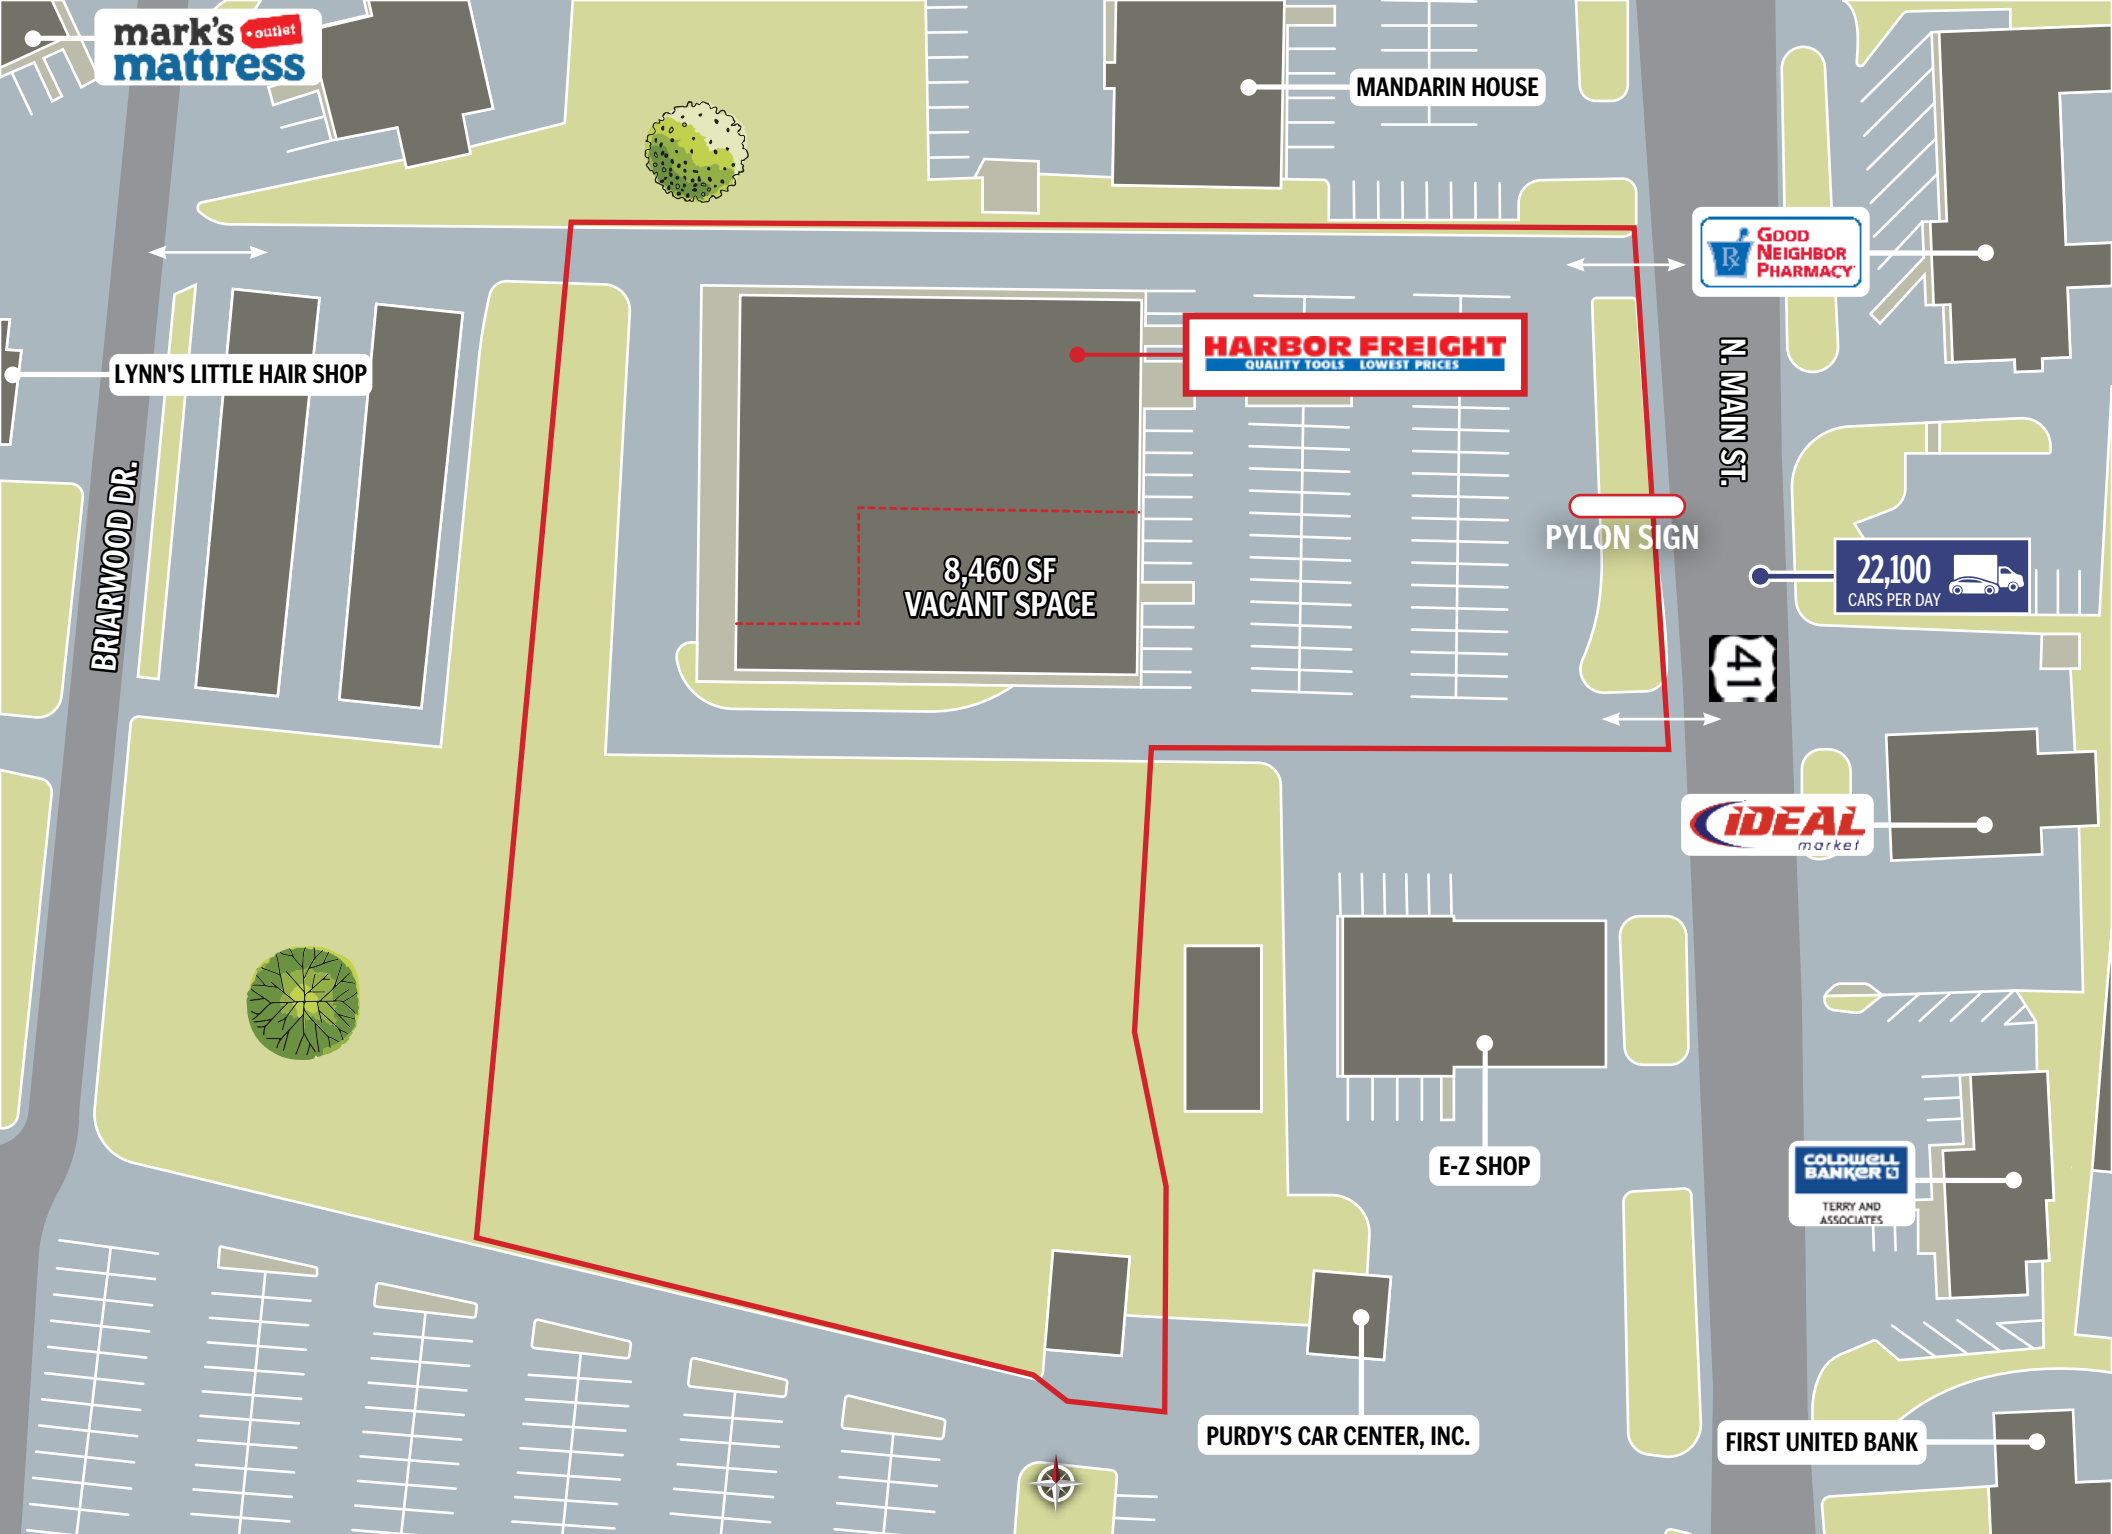 mark's outlet
mattress
MANDARIN HOUSE
GOOD
NEIGHBOR
PHARMACY
Rx
LYNN'S LITTLE HAIR SHOP
HARBOR FREIGHT
QUALITY TOOLS LOWEST PRICES
N. MAIN ST.
BRIARWOOD DR.
PYLON SIGN
8,460 SF
VACANT SPACE
22,100
CARS PER DAY
41
IDEAL
market
E-Z SHOP
COLDWELL
BANKER
TERRY AND
ASSOCIATES
PURDY'S CAR CENTER, INC.
FIRST UNITED BANK